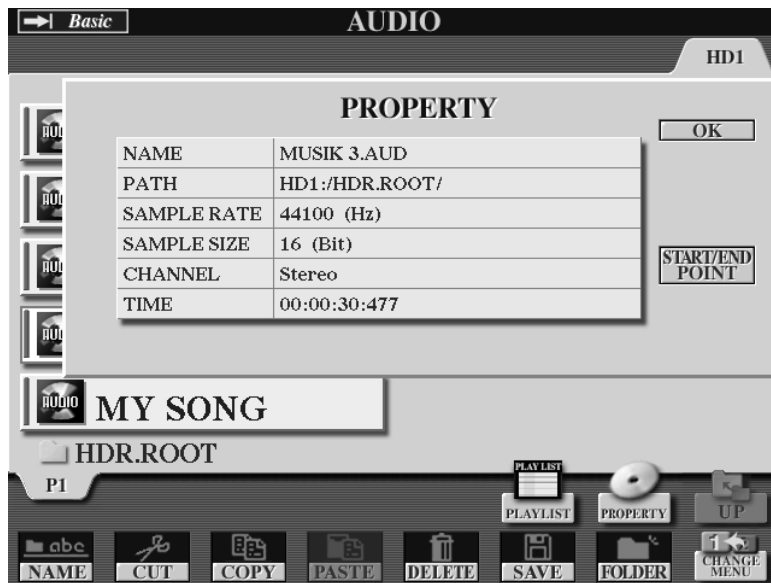 Basic
AUDIO
HD1
PROPERTY
OK
NAME MUSIK 3.AUD
PATH HD1:/HDR.ROOT/
SAMPLE RATE 44100 (Hz)
SAMPLE SIZE 16 (Bit)
START/END
POINT
CHANNEL Stereo
TIME 00:00:30:477
AUDIO
MY SONG
HDR.ROOT
P1
PLAY LIST
PLAYLIST
PROPERTY
UP
abc
1
NAME
CUT
COPY
PASTE
DELETE
SAVE
FOLDER
CHANGE
MENU